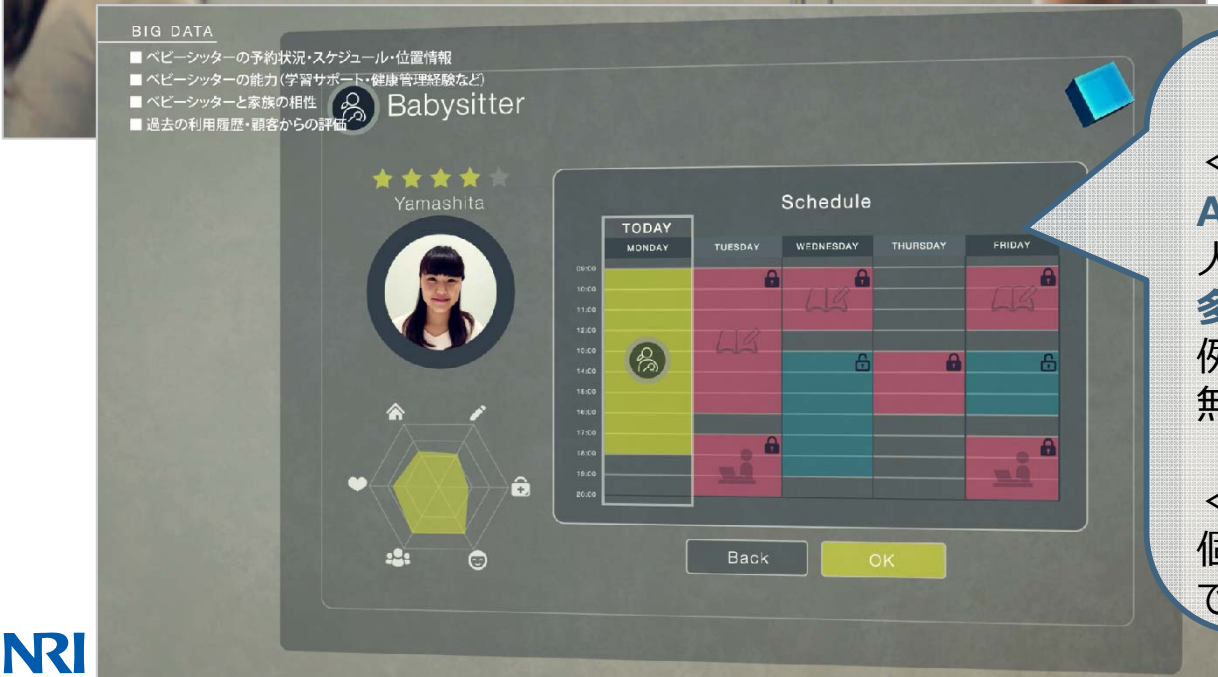 BIG DATA
■ ベビーシッターの予約状況・スケジュール・位置情報
■ ベビーシッターの能力(学習サポート・健康管理経験など)
■ ベビーシッターと家族の相性
■ 過去の利用履歴・顧客からの評価
Babysitter
Yamashita
Schedule
TODAY
MONDAY TUESDAY WEDNESDAY THURSDAY FRIDAY
09:00
10:00
11:00
12:00
13:00
14:00
15:00
16:00
17:00
18:00
19:00
20:00
Back OK
<
A
人
多
例
無
<
個
で
NRI